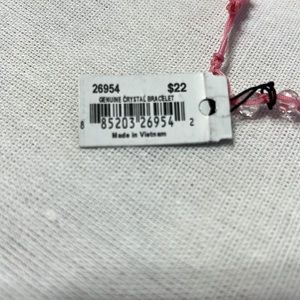 26954 $22
GENUINE CRYSTAL BRACELET
8 85203 26954 2
Made in Vietnam